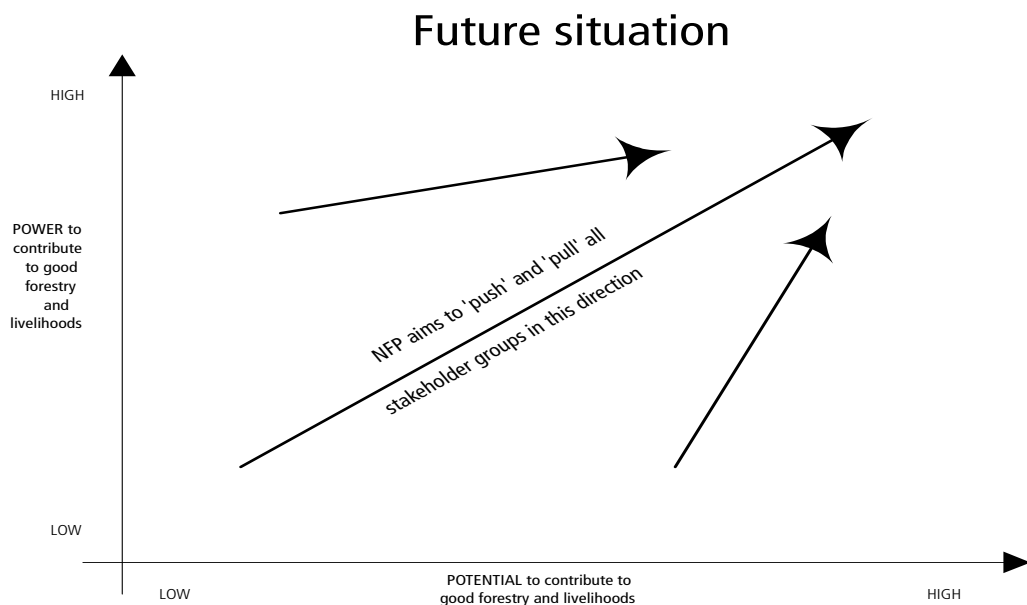 Future situation
HIGH
POWER to
contribute
to good
forestry
and
livelihoods
NFP aims to 'push' and 'pull' all
stakeholder groups in this direction
LOW
LOW
POTENTIAL to contribute to
good forestry and livelihoods
HIGH